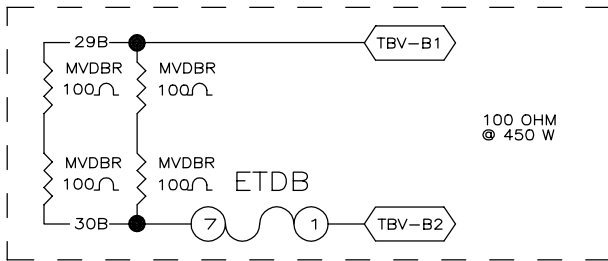 29B
TBV-B1
MVDBR
100Ω
MVDBR
100Ω
100 OHM
@ 450 W
MVDBR
100Ω
MVDBR
100Ω
ETDB
30B
7
1
TBV-B2